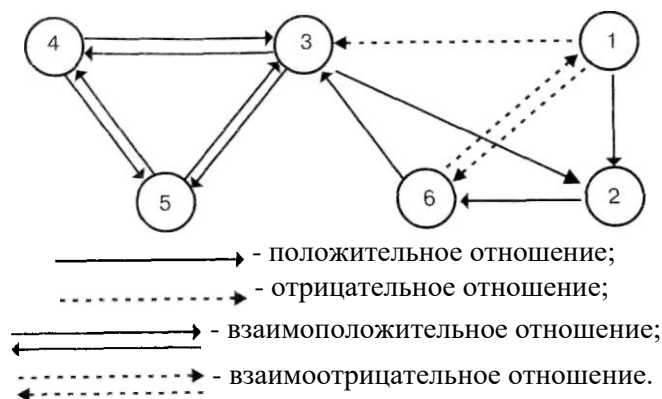 4
3
1
5
6
2
- положительное отношение;
- отрицательное отношение;
- взаимоположительное отношение;
- взаимоотрицательное отношение.